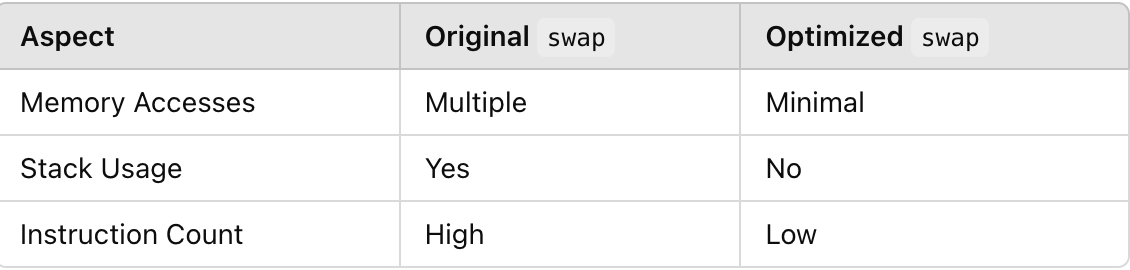 Aspect Original swap Optimized swap
Memory Accesses Multiple Minimal
Stack Usage Yes No
Instruction Count High Low